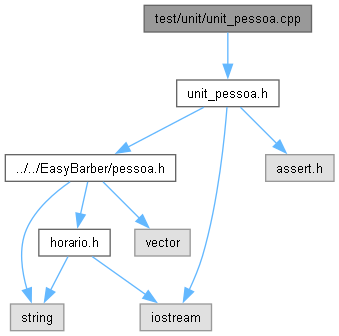 test/unit/unit_pessoa.cpp
unit_pessoa.h
../../EasyBarber/pessoa.h
assert.h
horario.h
vector
string
iostream